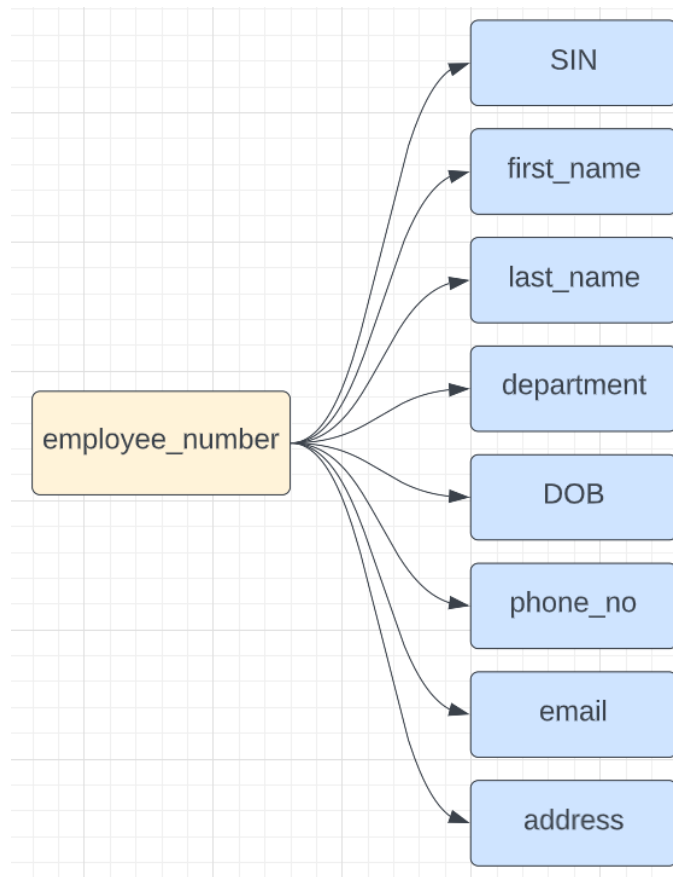 SIN
first_name
last_name
department
employee_number
DOB
phone_no
email
address